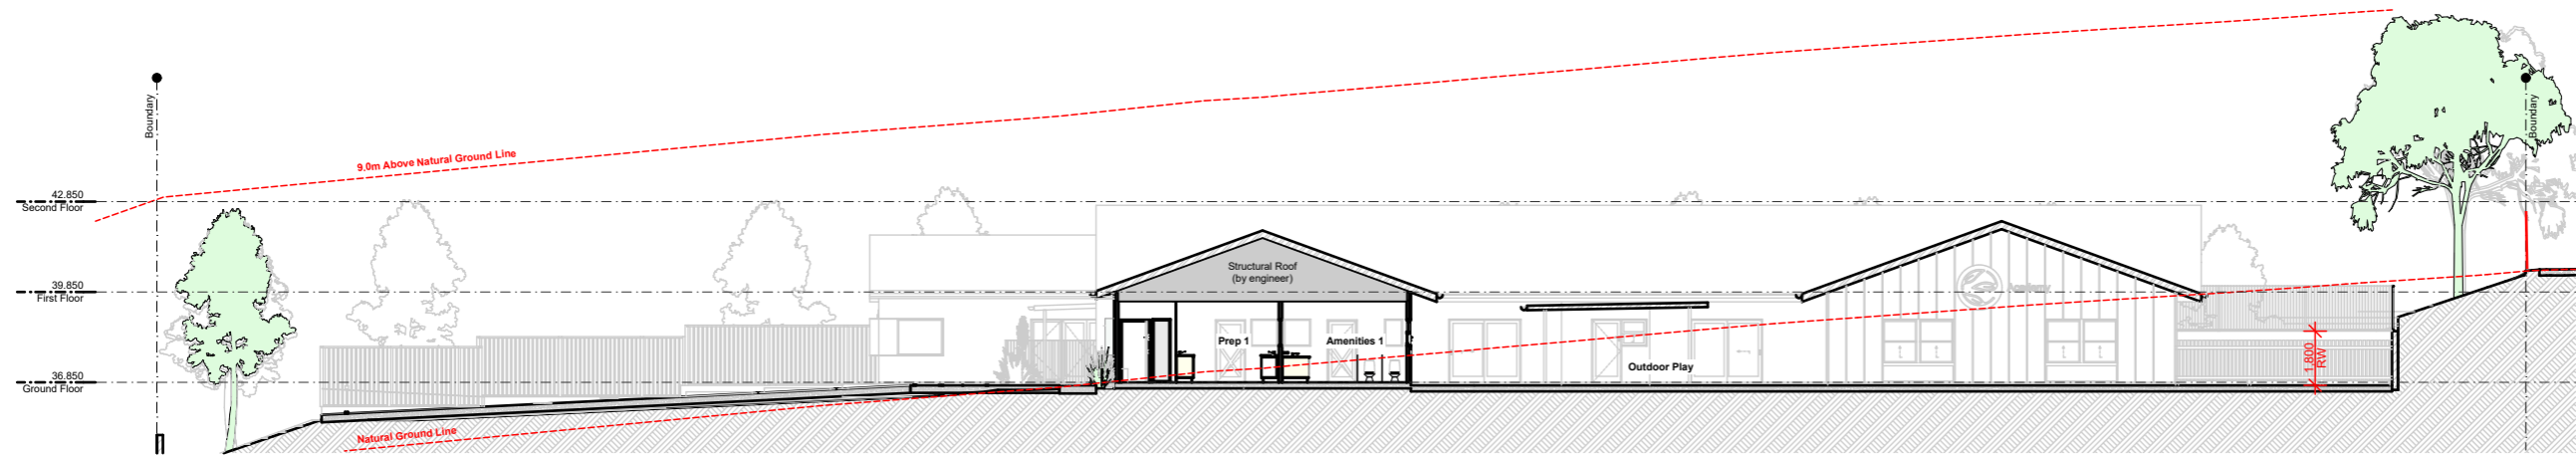 Boundary
Boundary
9.0m Above Natural Ground Line
42.850
Second Floor
Structural Roof
(by engineer)
39.850
First Floor
Prep 1
Amenities 1
Outdoor Play
1,800
RW
36.850
Ground Floor
Natural Ground Line